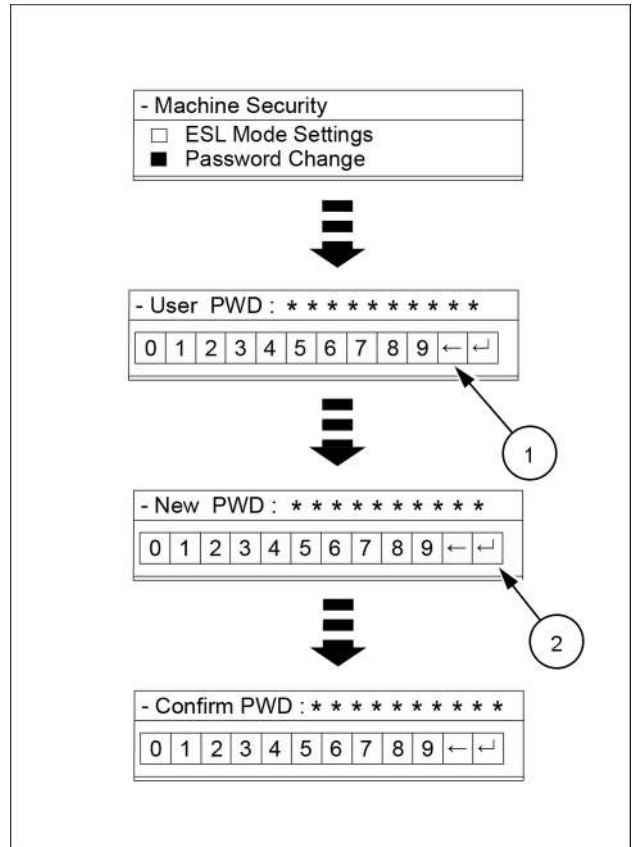 - Machine Security
□ ESL Mode Settings
■ Password Change
- User PWD : * * * * * * * * * *
0 1 2 3 4 5 6 7 8 9 ← ↵
1
- New PWD : * * * * * * * * * *
0 1 2 3 4 5 6 7 8 9 ← ↵
2
- Confirm PWD : * * * * * * * * * *
0 1 2 3 4 5 6 7 8 9 ← ↵